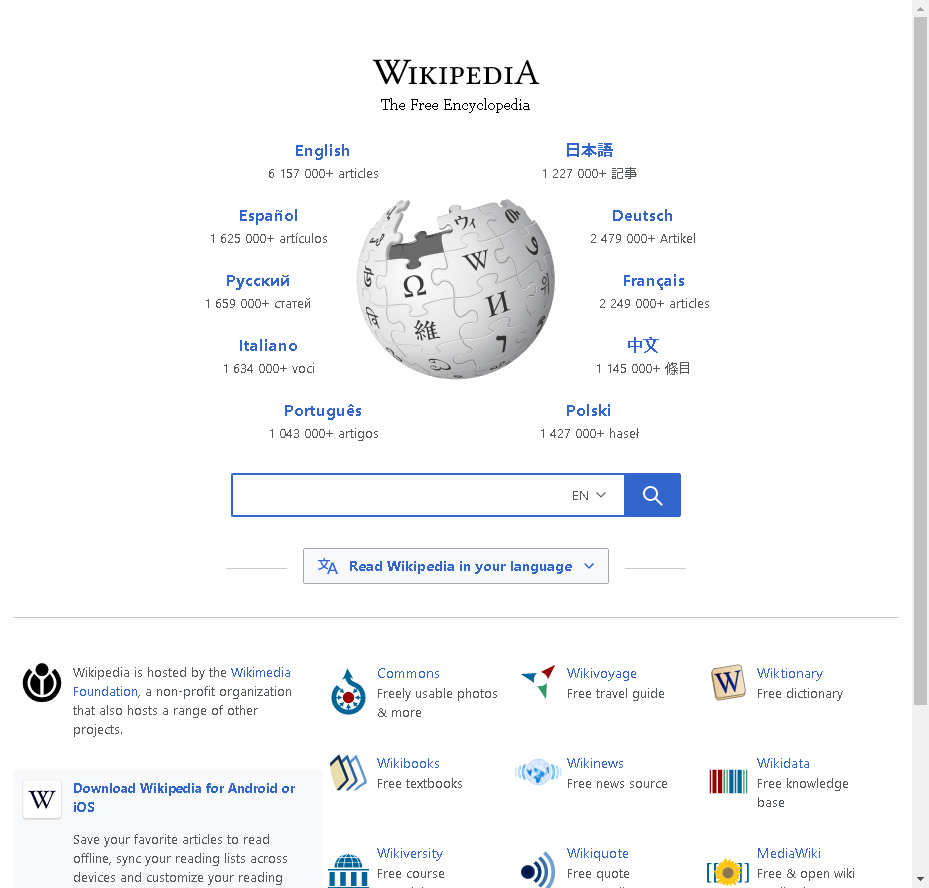 WIKIPEDIA
The Free Encyclopedia
English
6 157 000+ articles
日本語
1 227 000+ 記事
Español
1 625 000+ artículos
Deutsch
2 479 000+ Artikel
Русский
1 659 000+ статей
Français
2 249 000+ articles
Italiano
1 634 000+ voci
中文
1 145 000+ 條目
Português
1 043 000+ artigos
Polski
1 427 000+ haseł
Ω
W
И
維
ウィ
EN
Read Wikipedia in your language
Wikipedia is hosted by the Wikimedia
Foundation, a non-profit organization
that also hosts a range of other
projects.
W
Download Wikipedia for Android or
iOS
Save your favorite articles to read
offline, sync your reading lists across
devices and customize your reading
Commons
Freely usable photos
& more
Wikivoyage
Free travel guide
W
Wiktionary
Free dictionary
Wikibooks
Free textbooks
Wikinews
Free news source
Wikidata
Free knowledge
base
Wikiversity
Free course
Wikiquote
Free quote
MediaWiki
Free & open wiki